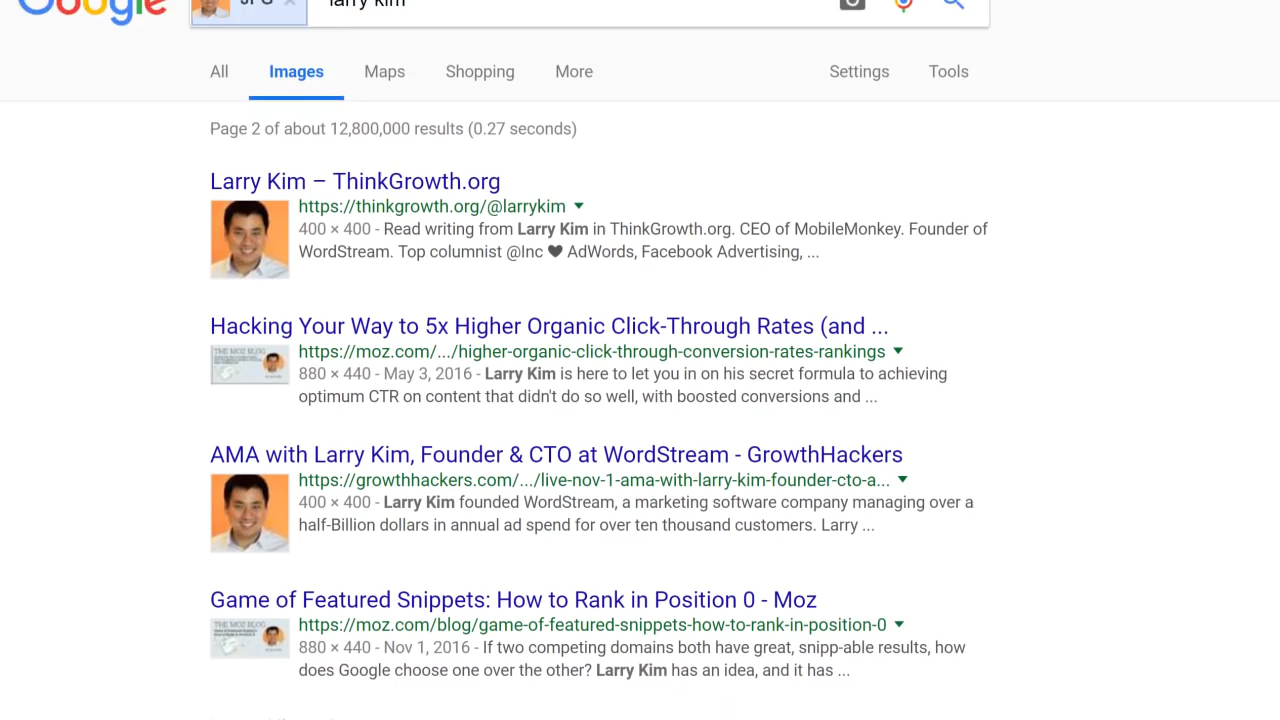 Google JPG larry kim
All Images Maps Shopping More Settings Tools
Page 2 of about 12,800,000 results (0.27 seconds)
Larry Kim – ThinkGrowth.org
https://thinkgrowth.org/@larrykim
400 × 400 - Read writing from Larry Kim in ThinkGrowth.org. CEO of MobileMonkey. Founder of
WordStream. Top columnist @Inc ❤ AdWords, Facebook Advertising, ...
Hacking Your Way to 5x Higher Organic Click-Through Rates (and ...
https://moz.com/.../higher-organic-click-through-conversion-rates-rankings
THE MOZ BLOG
880 × 440 - May 3, 2016 - Larry Kim is here to let you in on his secret formula to achieving
optimum CTR on content that didn't do so well, with boosted conversions and ...
AMA with Larry Kim, Founder & CTO at WordStream - GrowthHackers
https://growthhackers.com/.../live-nov-1-ama-with-larry-kim-founder-cto-a...
400 × 400 - Larry Kim founded WordStream, a marketing software company managing over a
half-Billion dollars in annual ad spend for over ten thousand customers. Larry ...
Game of Featured Snippets: How to Rank in Position 0 - Moz
https://moz.com/blog/game-of-featured-snippets-how-to-rank-in-position-0
THE MOZ BLOG
880 × 440 - Nov 1, 2016 - If two competing domains both have great, snipp-able results, how
does Google choose one over the other? Larry Kim has an idea, and it has ...